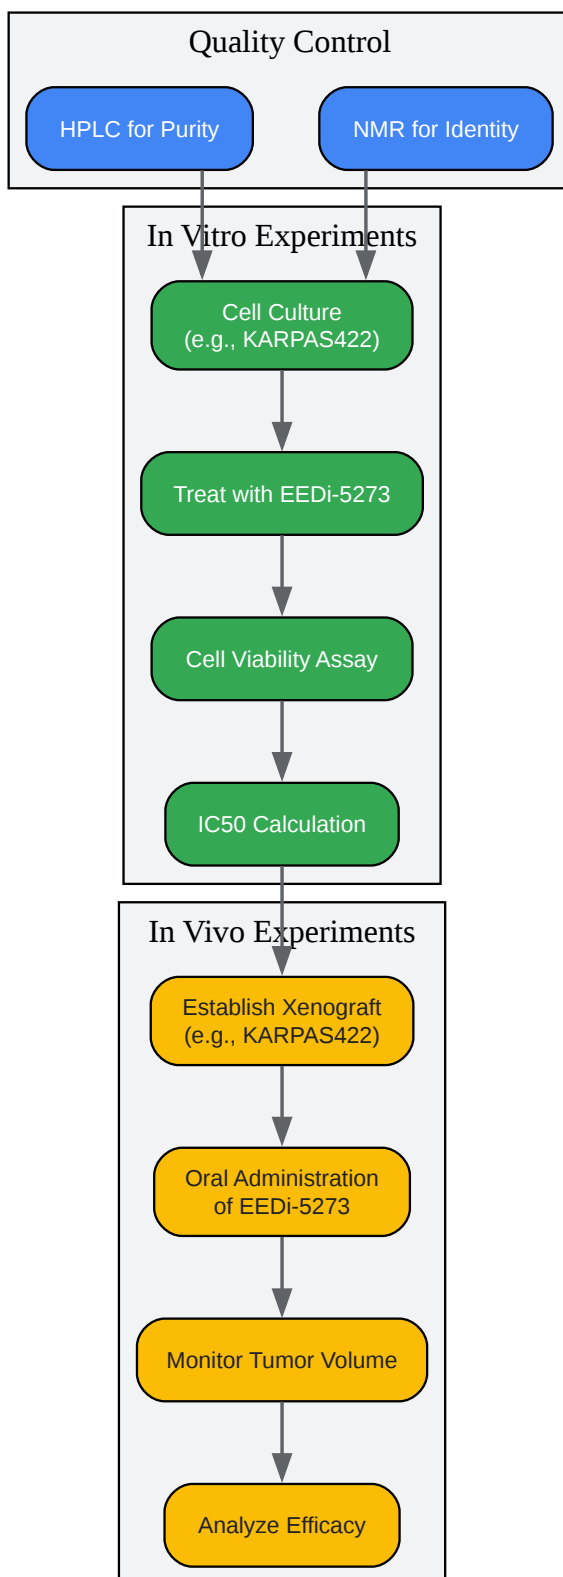 Quality Control
HPLC for Purity
NMR for Identity
In Vitro Experiments
Cell Culture
(e.g., KARPAS422)
Treat with EEDi-5273
Cell Viability Assay
IC50 Calculation
In Vivo Experiments
Establish Xenograft
(e.g., KARPAS422)
Oral Administration
of EEDi-5273
Monitor Tumor Volume
Analyze Efficacy